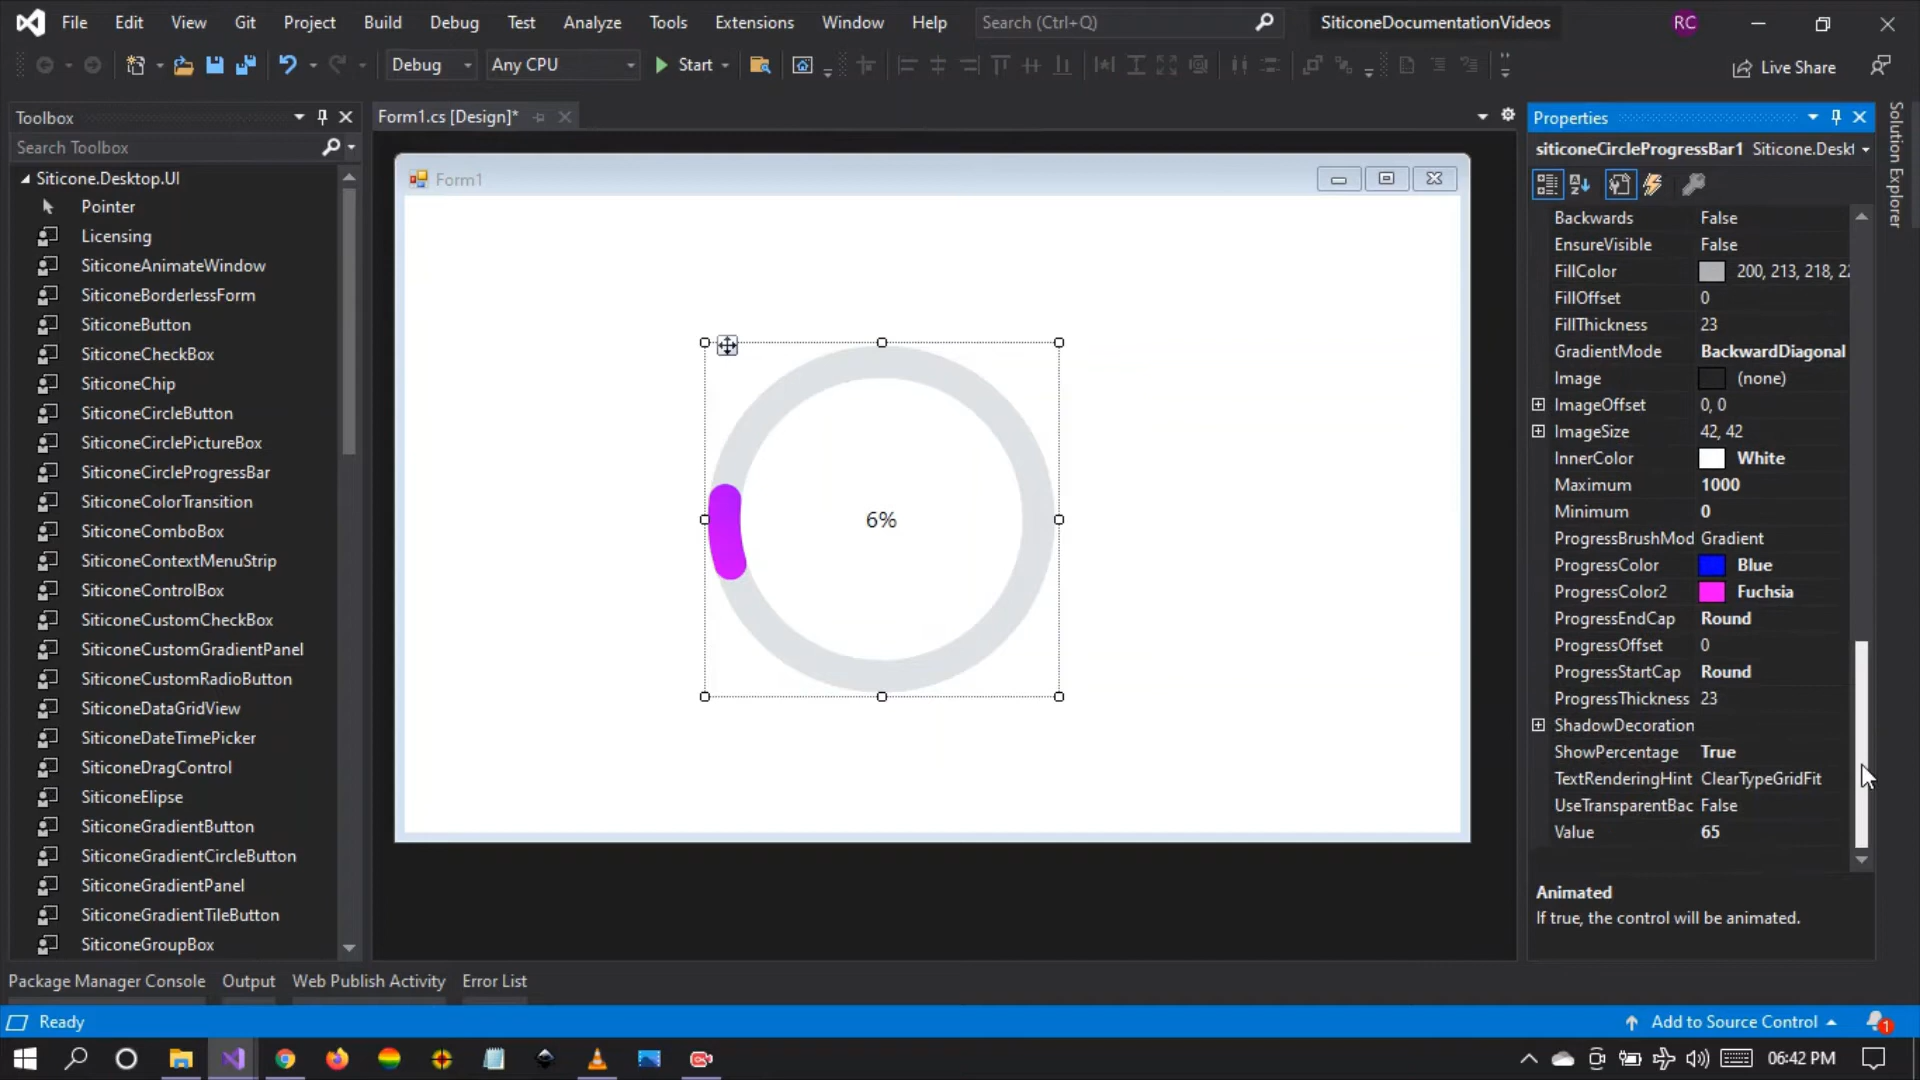 File Edit View Git Project Build Debug Test Analyze Tools Extensions Window Help Search (Ctrl+Q) SiticoneDocumentationVideos RC
Debug Any CPU Start Live Share
Toolbox
Search Toolbox
Siticone.Desktop.UI
Pointer
Licensing
SiticoneAnimateWindow
SiticoneBorderlessForm
SiticoneButton
SiticoneCheckBox
SiticoneChip
SiticoneCircleButton
SiticoneCirclePictureBox
SiticoneCircleProgressBar
SiticoneColorTransition
SiticoneComboBox
SiticoneContextMenuStrip
SiticoneControlBox
SiticoneCustomCheckBox
SiticoneCustomGradientPanel
SiticoneCustomRadioButton
SiticoneDataGridView
SiticoneDateTimePicker
SiticoneDragControl
SiticoneElipse
SiticoneGradientButton
SiticoneGradientCircleButton
SiticoneGradientPanel
SiticoneGradientTileButton
SiticoneGroupBox
Form1.cs [Design]*
Form1
6%
Properties
siticoneCircleProgressBar1 Siticone.Deskt
Backwards False
EnsureVisible False
FillColor 200, 213, 218, 22
FillOffset 0
FillThickness 23
GradientMode BackwardDiagonal
Image (none)
ImageOffset 0, 0
ImageSize 42, 42
InnerColor White
Maximum 1000
Minimum 0
ProgressBrushMod Gradient
ProgressColor Blue
ProgressColor2 Fuchsia
ProgressEndCap Round
ProgressOffset 0
ProgressStartCap Round
ProgressThickness 23
ShadowDecoration
ShowPercentage True
TextRenderingHint ClearTypeGridFit
UseTransparentBac False
Value 65
Animated
If true, the control will be animated.
Solution Explorer
Package Manager Console Output Web Publish Activity Error List
Ready Add to Source Control 1
06:42 PM